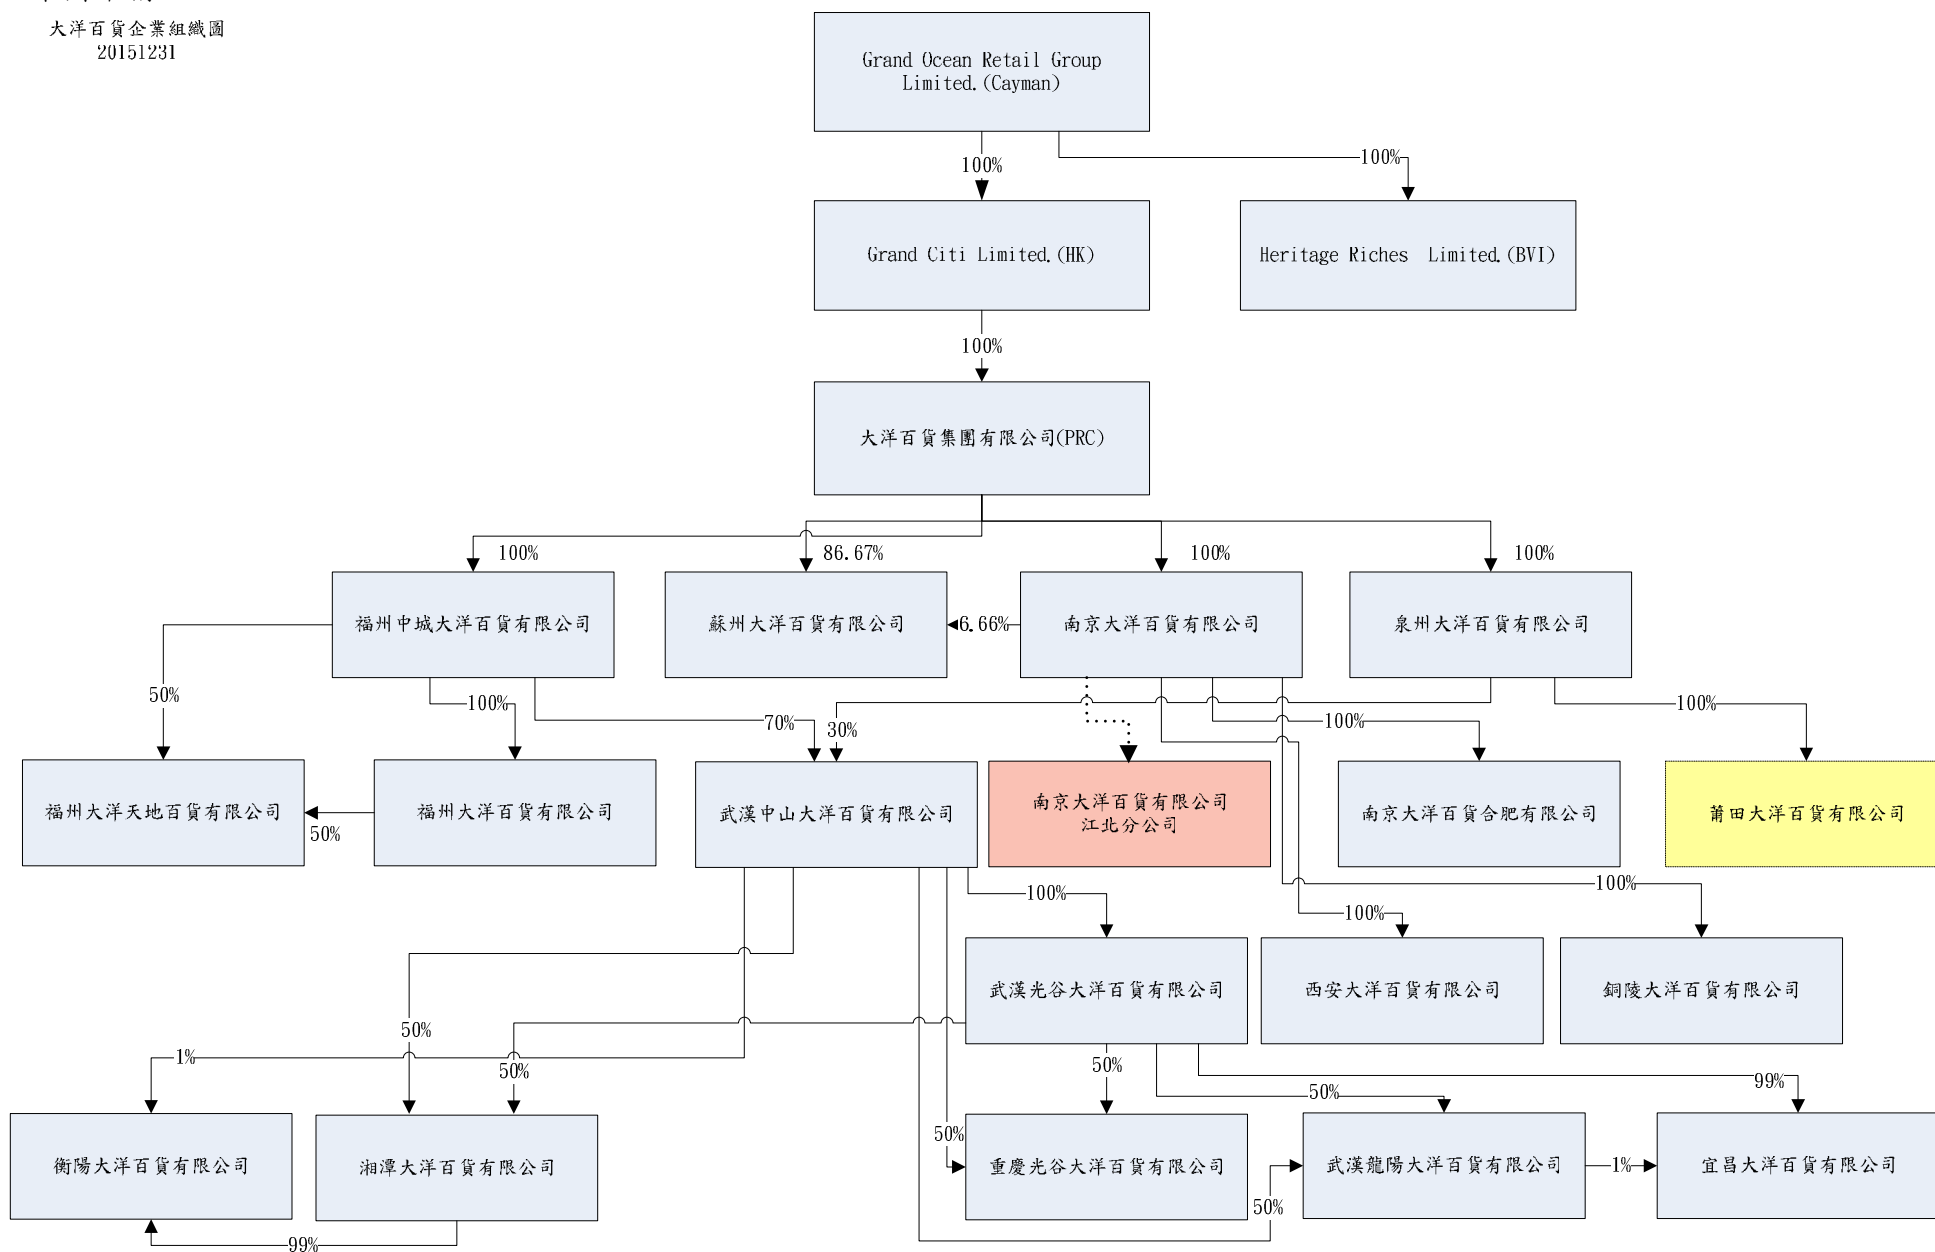 大洋百貨企業組織圖
20151231
Grand Ocean Retail Group
Limited.(Cayman)
100%
100%
Grand Citi Limited.(HK)
Heritage Riches  Limited.(BVI)
100%
大洋百貨集團有限公司(PRC)
100%
86.67%
100%
100%
福州中城大洋百貨有限公司
蘇州大洋百貨有限公司
6.66%
南京大洋百貨有限公司
泉州大洋百貨有限公司
50%
100%
70%
30%
100%
100%
福州大洋天地百貨有限公司
50%
福州大洋百貨有限公司
武漢中山大洋百貨有限公司
南京大洋百貨有限公司
江北分公司
南京大洋百貨合肥有限公司
莆田大洋百貨有限公司
100%
100%
100%
武漢光谷大洋百貨有限公司
西安大洋百貨有限公司
銅陵大洋百貨有限公司
50%
1%
50%
50%
50%
99%
50%
衡陽大洋百貨有限公司
湘潭大洋百貨有限公司
重慶光谷大洋百貨有限公司
武漢龍陽大洋百貨有限公司
1%
宜昌大洋百貨有限公司
50%
99%